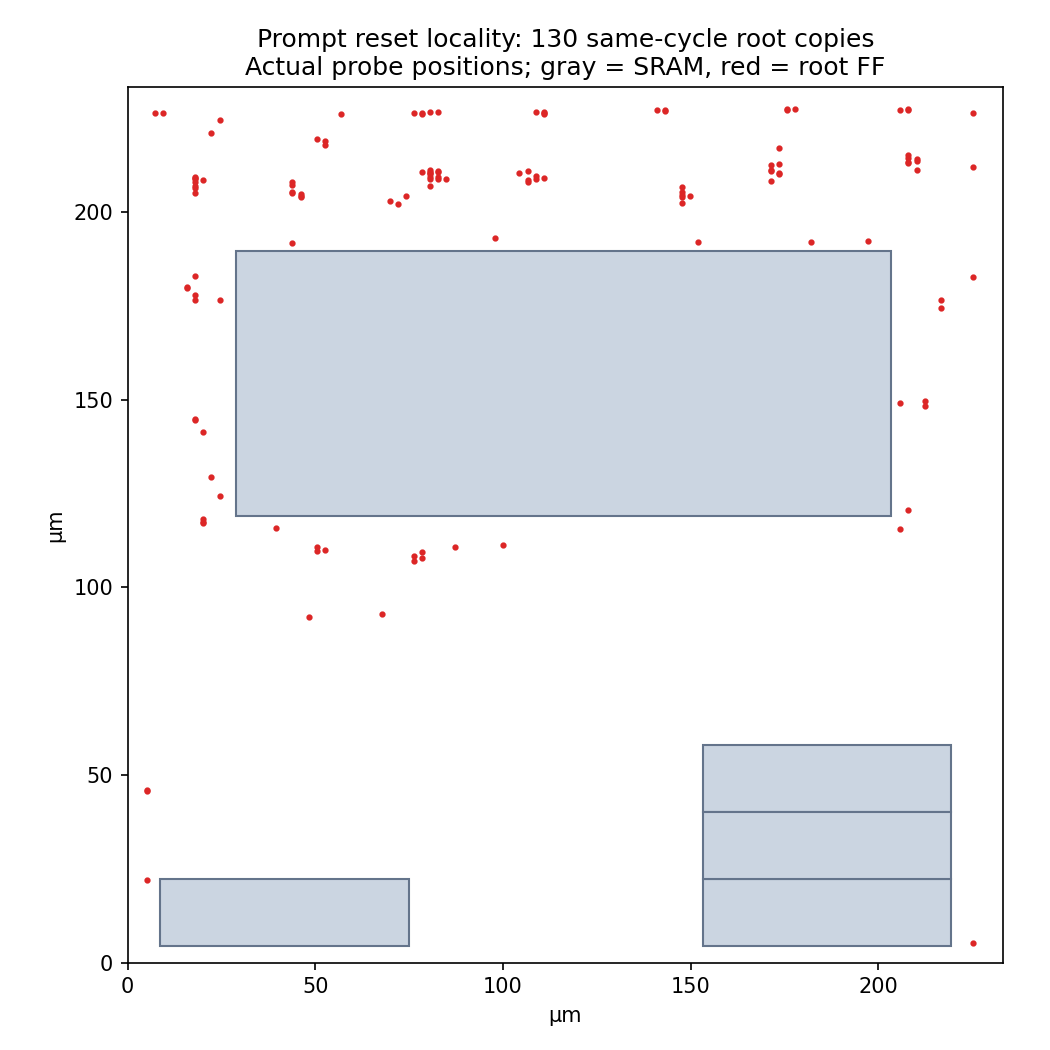 Prompt reset locality: 130 same-cycle root copies
Actual probe positions; gray = SRAM, red = root FF
µm
200
150
100
50
0
0 50 100 150 200
µm